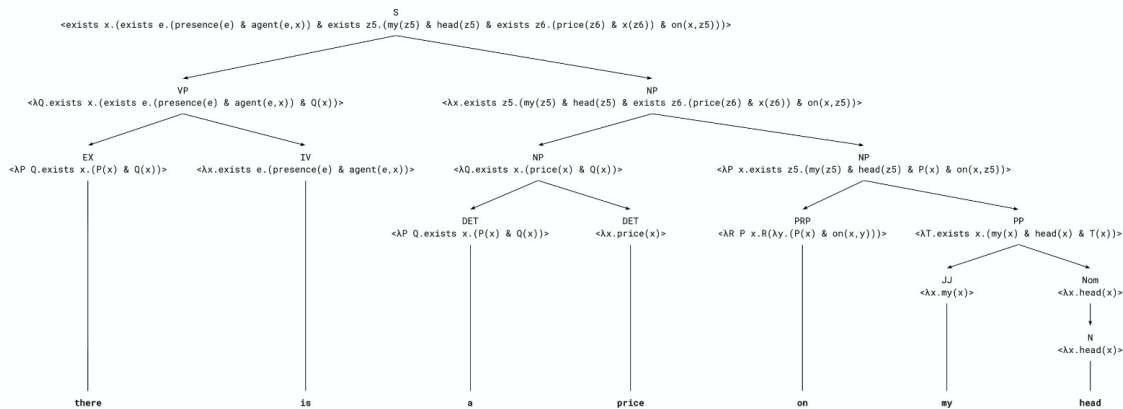 S
<exists x.(exists e.(presence(e) & agent(e,x)) & exists z5.(my(z5) & head(z5) & exists z6.(price(z6) & x(z6)) & on(x,z5)))>
VP NP
<λQ.exists x.(exists e.(presence(e) & agent(e,x)) & Q(x))> <λx.exists z5.(my(z5) & head(z5) & exists z6.(price(z6) & x(z6)) & on(x,z5))>
EX IV NP NP
<λP Q.exists x.(P(x) & Q(x))> <λx.exists e.(presence(e) & agent(e,x))> <λQ.exists x.(price(x) & Q(x))> <λP x.exists z5.(my(z5) & head(z5) & P(x) & on(x,z5))>
DET DET PRP PP
<λP Q.exists x.(P(x) & Q(x))> <λx.price(x)> <λR P x.R(λy.(P(x) & on(x,y)))> <λT.exists x.(my(x) & head(x) & T(x))>
JJ Nom
<λx.my(x)> <λx.head(x)>
N
<λx.head(x)>
there is a price on my head